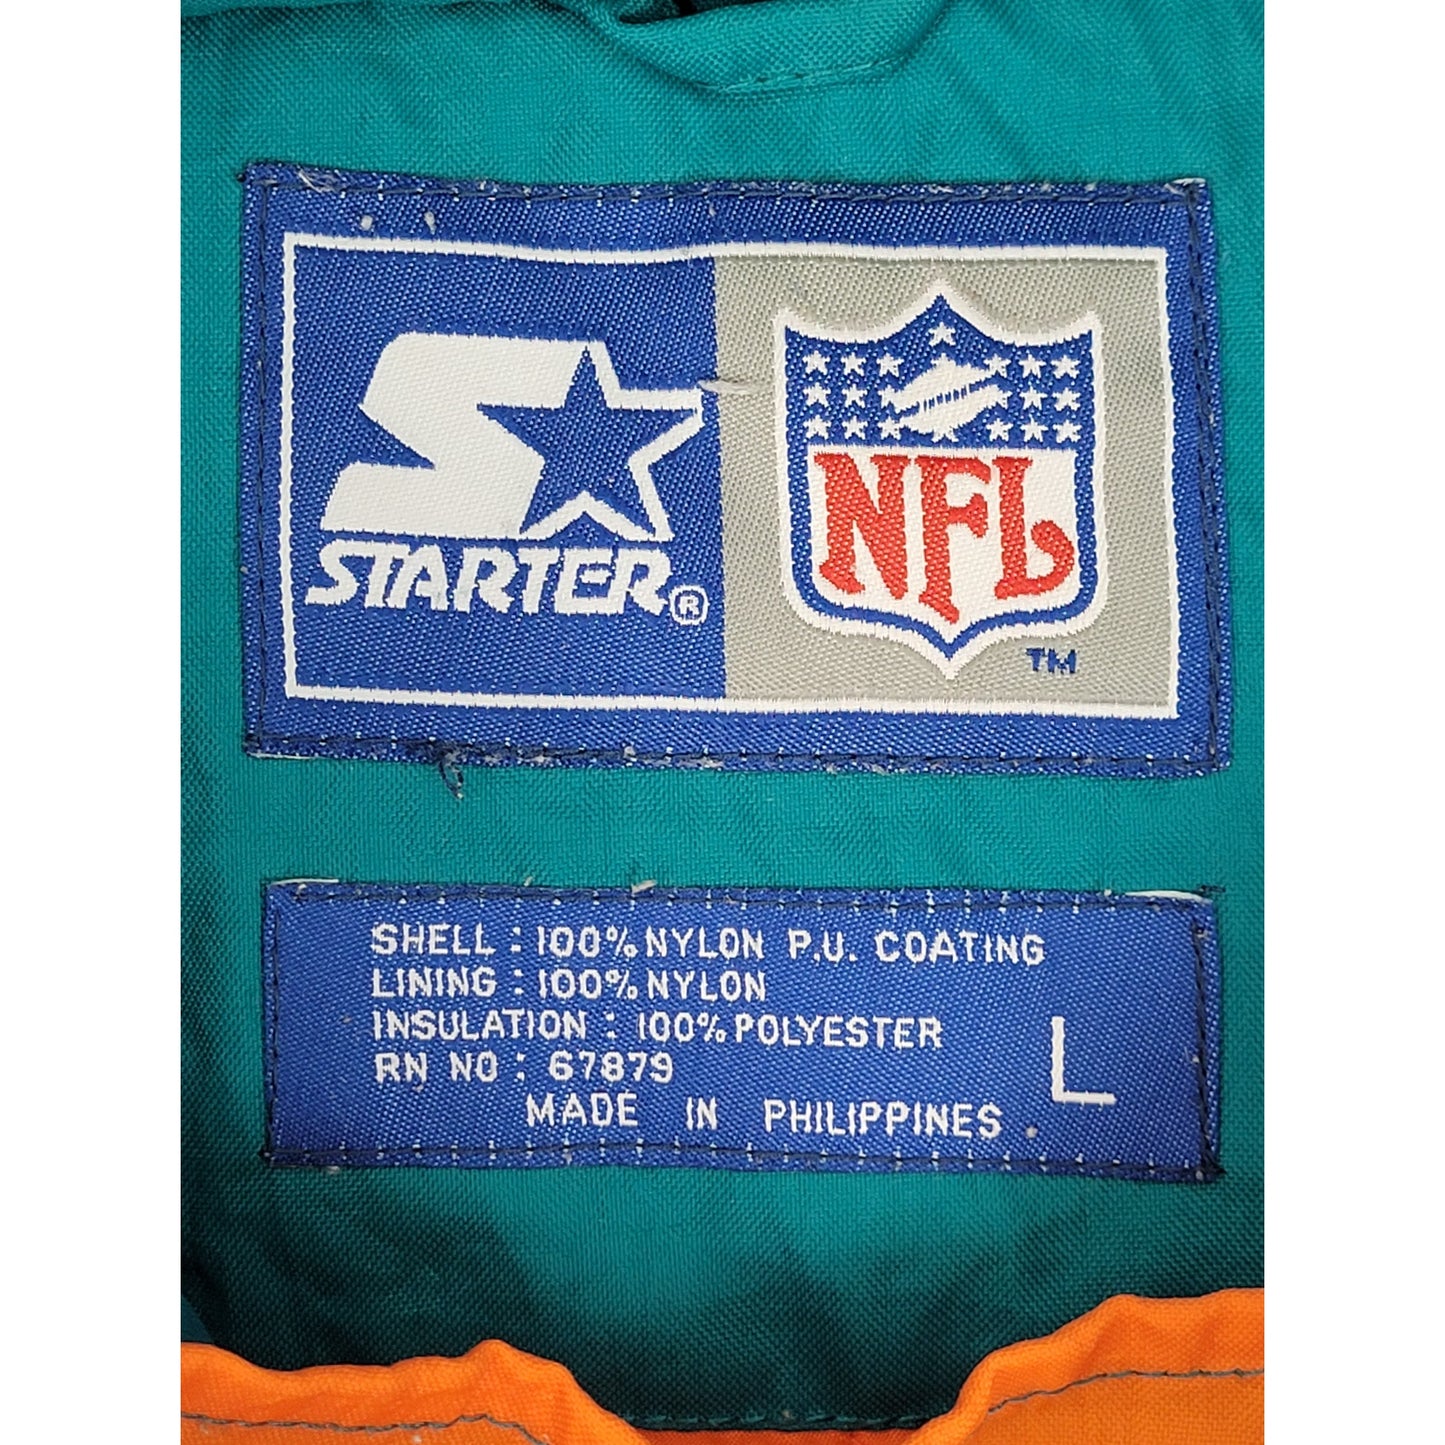 STARTER®
NFL
TM
SHELL : 100% NYLON P.U. COATING
LINING : 100% NYLON
INSULATION : 100% POLYESTER
RN NO : 67879
MADE IN PHILIPPINES
L